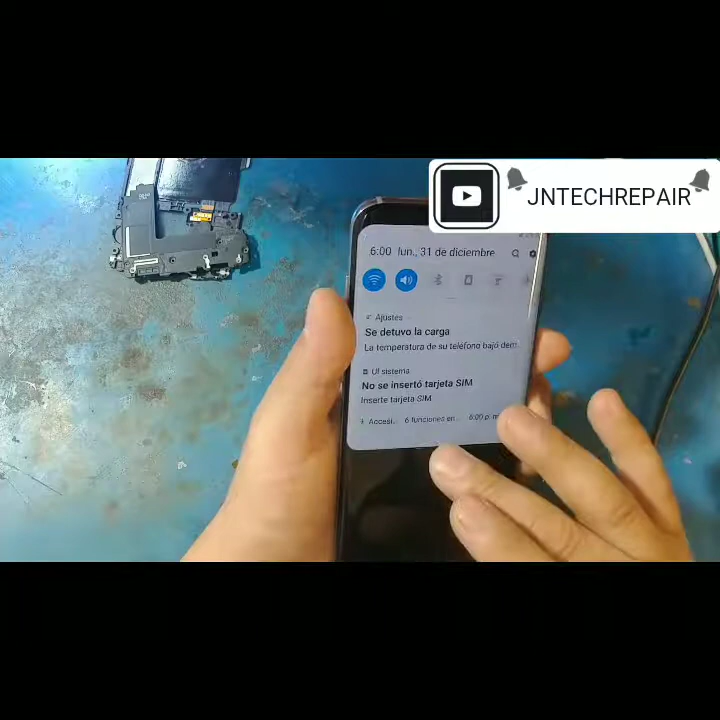 JNTECHREPAIR
6:00 lun., 31 de diciembre
Ajustes
Se detuvo la carga
La temperatura de su teléfono bajó dem
UI sistema
No se insertó tarjeta SIM
Inserte tarjeta SIM
Accesi... 6 funciones en... 6:00 p. m.